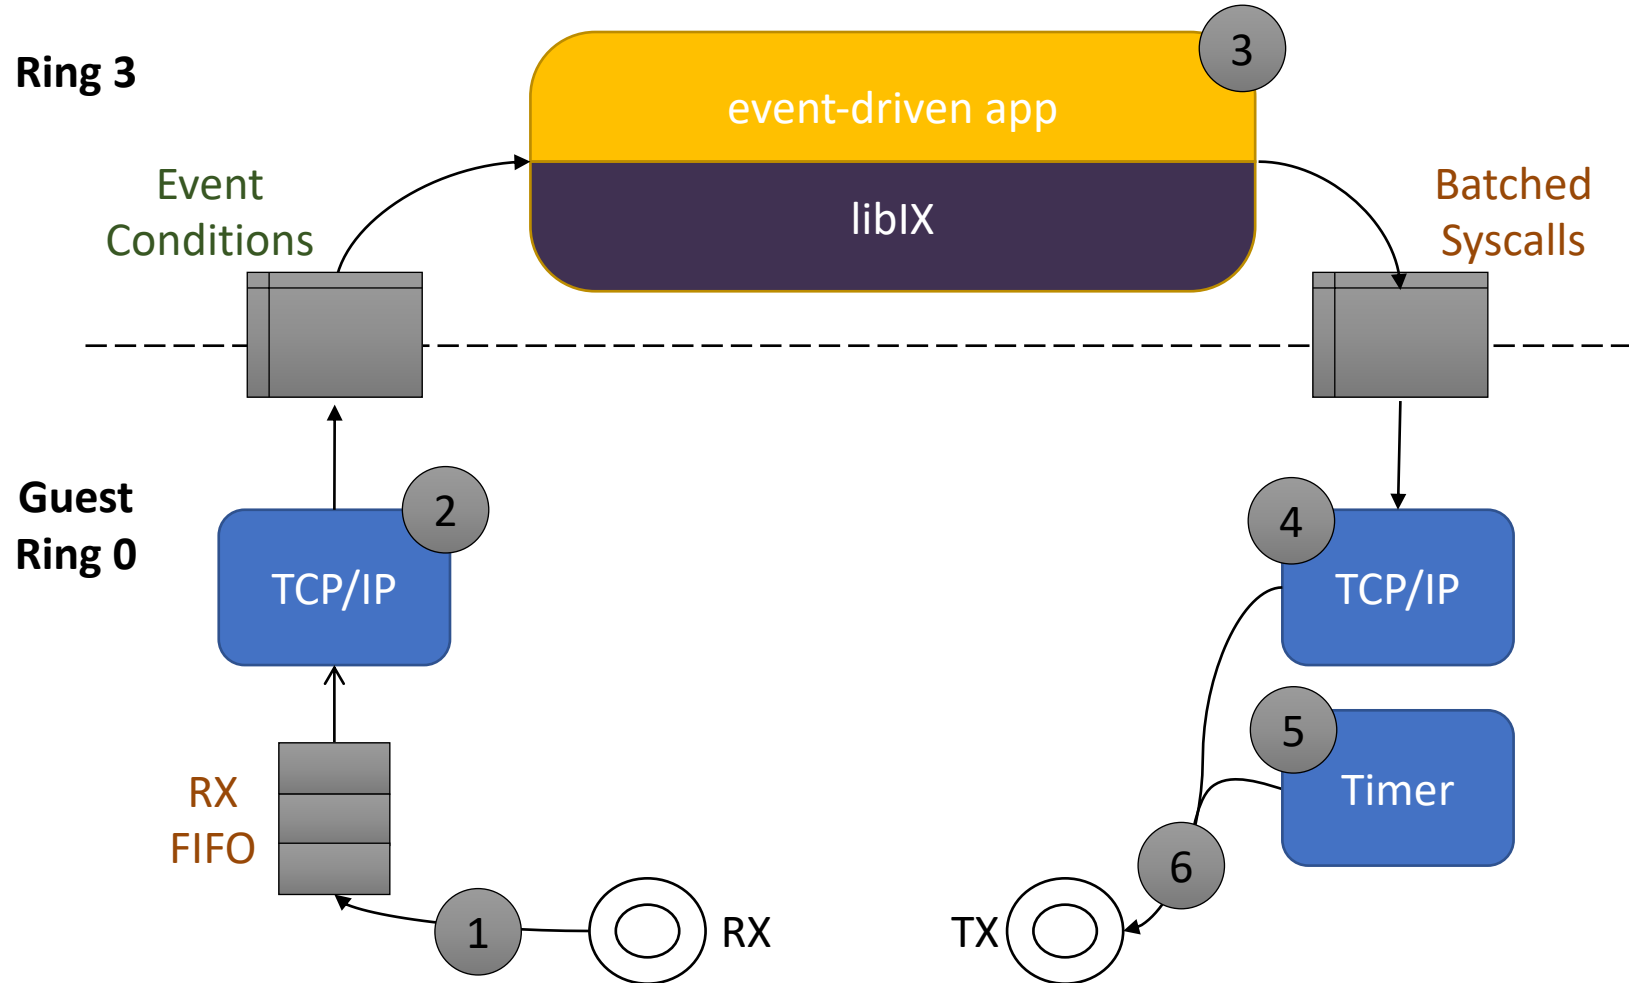 Ring 3
3
event-driven app
Event
Conditions
libIX
Batched
Syscalls
Guest
Ring 0
2
TCP/IP
4
TCP/IP
5
Timer
RX
FIFO
6
1
RX
TX